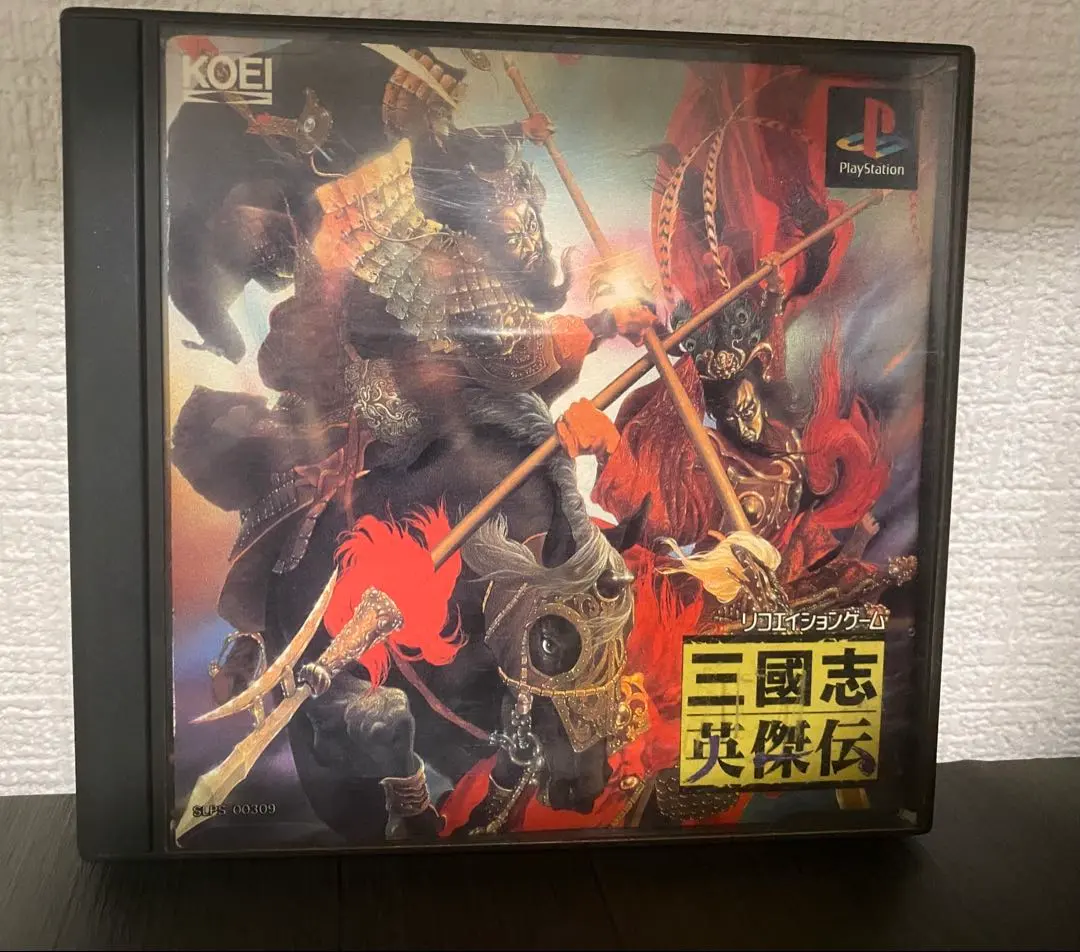 KOEI
PlayStation
リコエイションゲーム
三國志
英傑伝
SLPS 00309